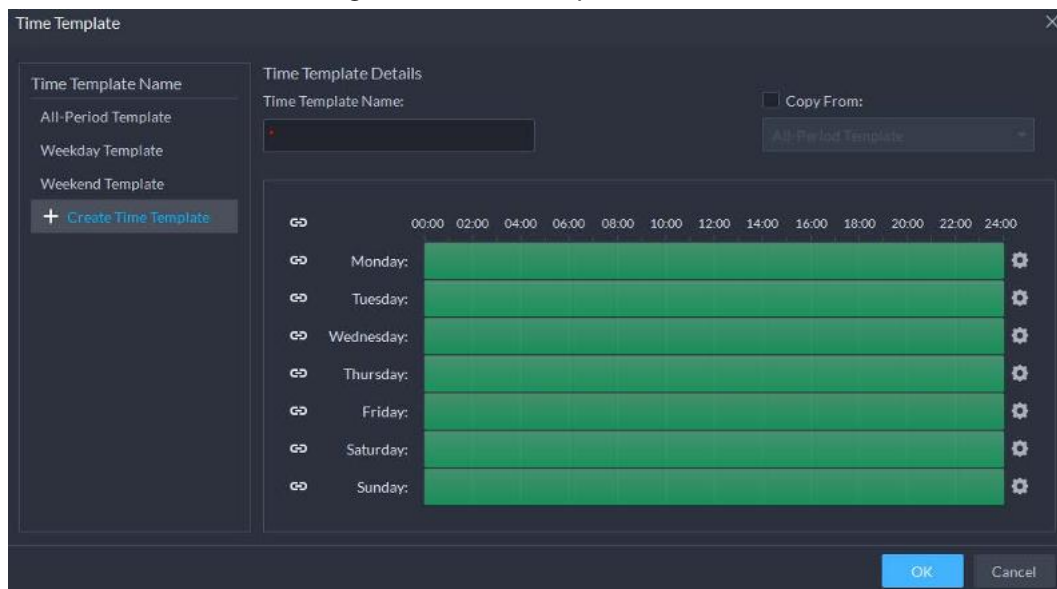 Time Template
Time Template Name
All-Period Template
Weekday Template
Weekend Template
+ Create Time Template
Time Template Details
Time Template Name:
*
Copy From:
All-Period Template
00:00 02:00 04:00 06:00 08:00 10:00 12:00 14:00 16:00 18:00 20:00 22:00 24:00
Monday:
Tuesday:
Wednesday:
Thursday:
Friday:
Saturday:
Sunday:
OK Cancel